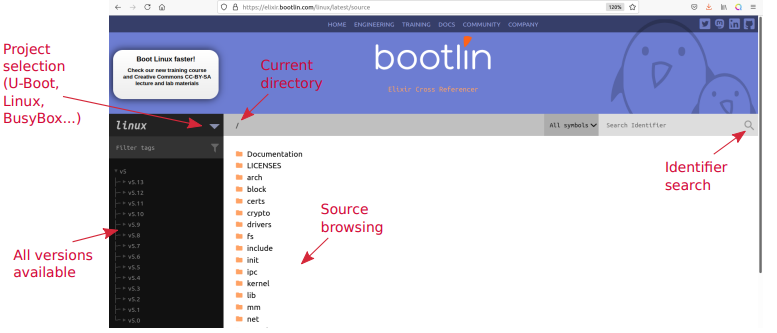 https://elixir.bootlin.com/linux/latest/source
120%
HOME ENGINEERING TRAINING DOCS COMMUNITY COMPANY
Project
selection
(U-Boot,
Linux,
BusyBox...)
Boot Linux faster!
Check our new training course
and Creative Commons CC-BY-SA
lecture and lab materials
bootlin
Elixir Cross Referencer
Current
directory
linux
/
All symbols
Search Identifier
Filter tags
v5
v5.13
v5.12
v5.11
v5.10
v5.9
v5.8
v5.7
v5.6
v5.5
v5.4
v5.3
v5.2
v5.1
v5.0
Documentation
LICENSES
arch
block
certs
crypto
drivers
fs
include
init
ipc
kernel
lib
mm
net
Identifier
search
Source
browsing
All versions
available